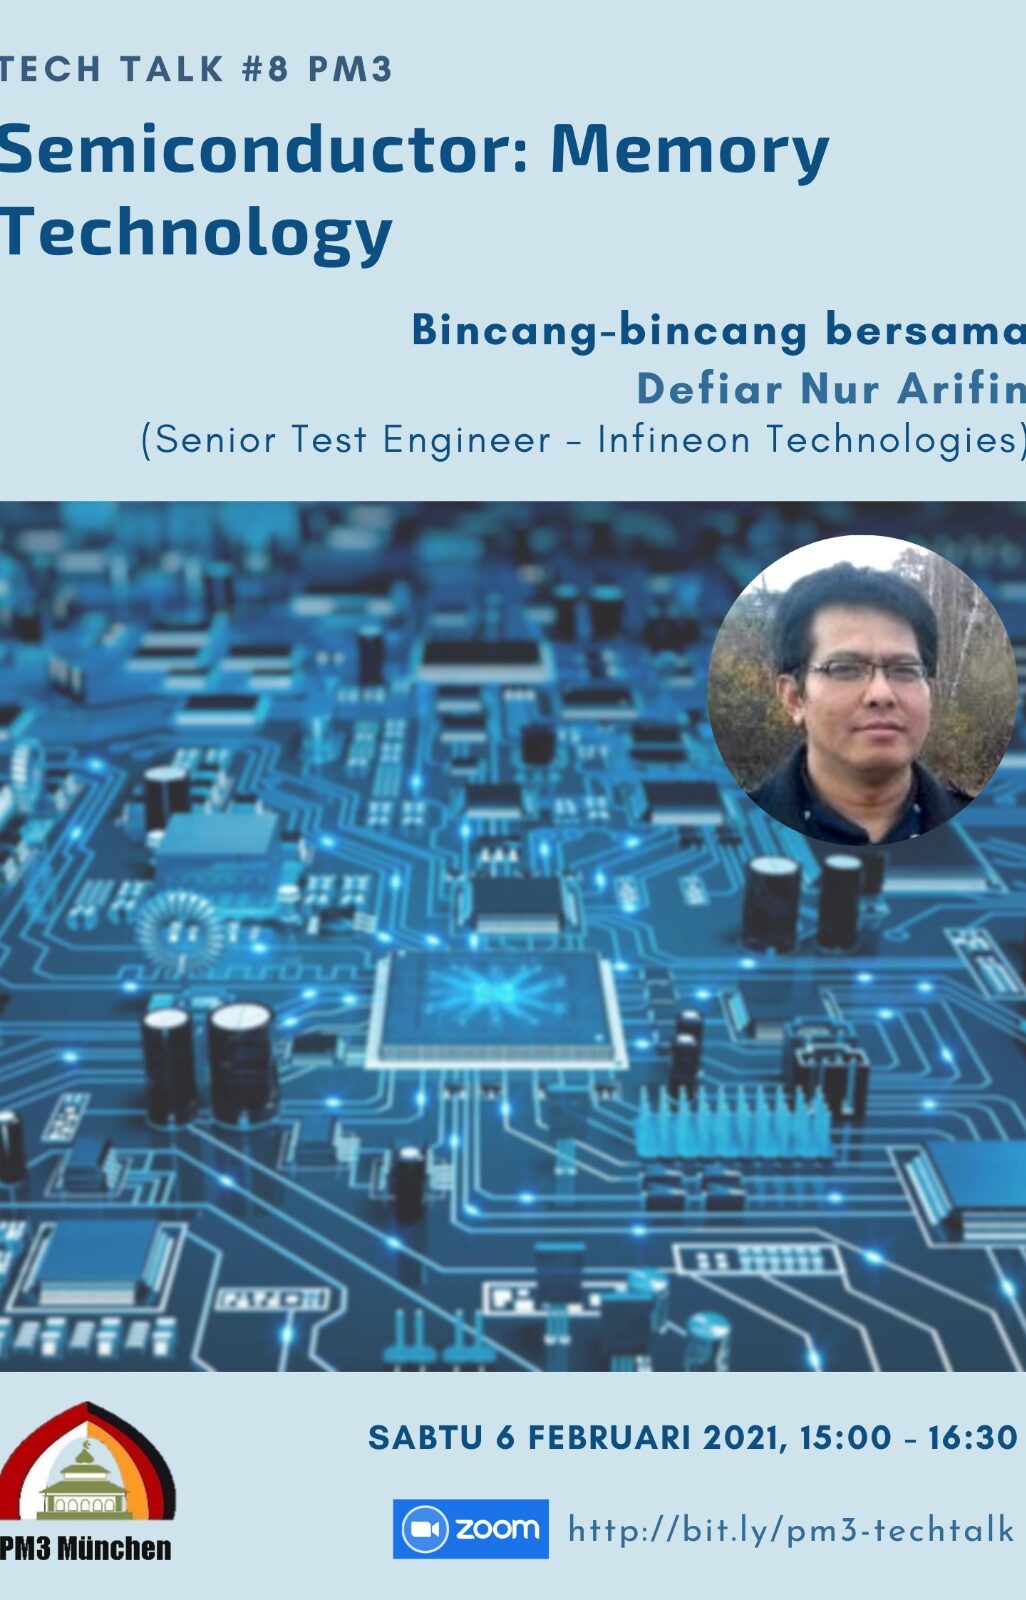 TECH TALK #8 PM3
Semiconductor: Memory
Technology
Bincang-bincang bersama
Defiar Nur Arifin
(Senior Test Engineer – Infineon Technologies)
SABTU 6 FEBRUARI 2021, 15:00 - 16:30
zoom
http://bit.ly/pm3-techtalk
PM3 München